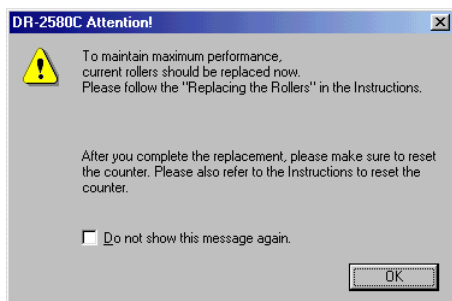 DR-2580C Attention!
To maintain maximum performance,
current rollers should be replaced now.
Please follow the "Replacing the Rollers" in the Instructions.
After you complete the replacement, please make sure to reset
the counter. Please also refer to the Instructions to reset the
counter.
Do not show this message again.
OK